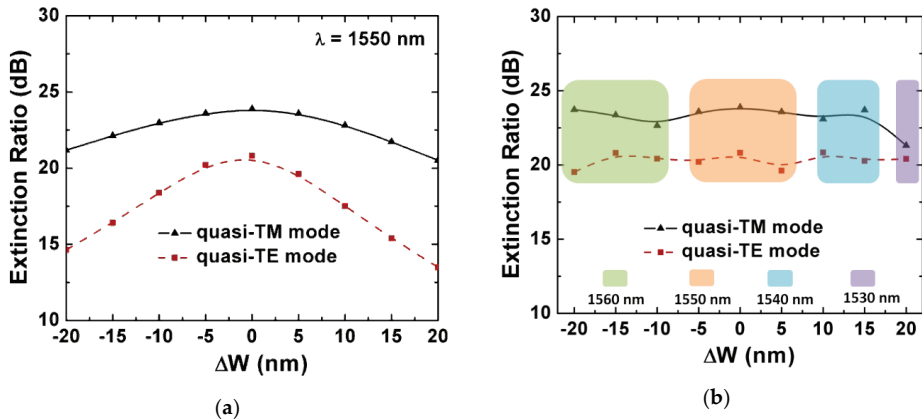 30
25
20
15
10
Extinction Ratio (dB)
λ = 1550 nm
quasi-TM mode
quasi-TE mode
-20 -15 -10 -5 0 5 10 15 20
ΔW (nm)
(a)
30
25
20
15
10
Extinction Ratio (dB)
quasi-TM mode
quasi-TE mode
1560 nm 1550 nm 1540 nm 1530 nm
-20 -15 -10 -5 0 5 10 15 20
ΔW (nm)
(b)